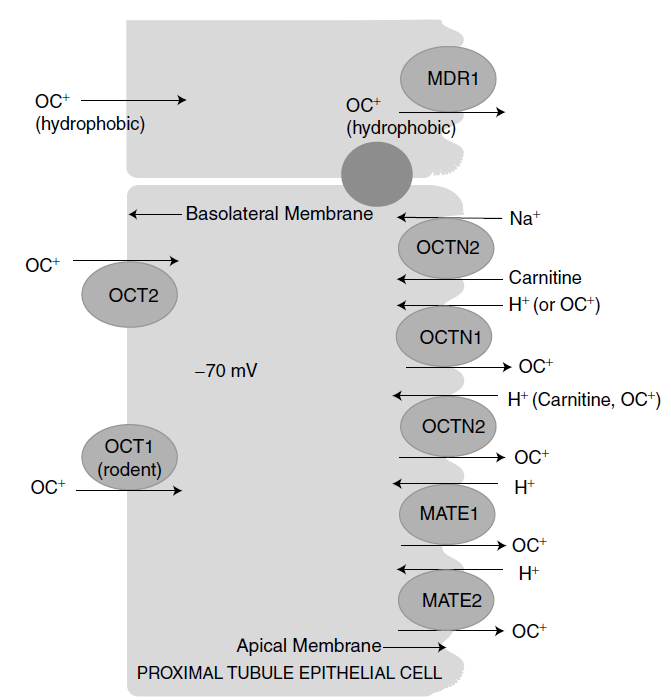 MDR1
OC⁺
(hydrophobic)
OC⁺
(hydrophobic)
Basolateral Membrane
Na⁺
OCTN2
OC⁺
Carnitine
OCT2
H⁺ (or OC⁺)
OCTN1
OC⁺
–70 mV
H⁺ (Carnitine, OC⁺)
OCTN2
OCT1
(rodent)
OC⁺
OC⁺
H⁺
MATE1
OC⁺
H⁺
MATE2
OC⁺
Apical Membrane
PROXIMAL TUBULE EPITHELIAL CELL